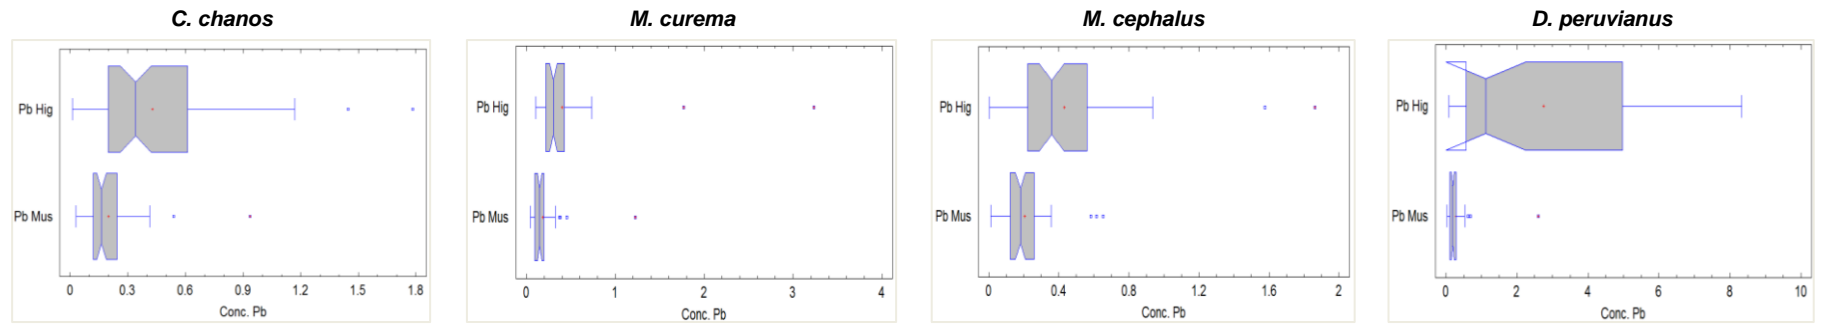 C. chanos
Pb Hig
Pb Mus
0 0.3 0.6 0.9 1.2 1.5 1.8
Conc. Pb
M. curema
Pb Hig
Pb Mus
0 1 2 3 4
Conc. Pb
M. cephalus
Pb Hig
Pb Mus
0 0.4 0.8 1.2 1.6 2
Conc. Pb
D. peruvianus
Pb Hig
Pb Mus
0 2 4 6 8 10
Conc. Pb